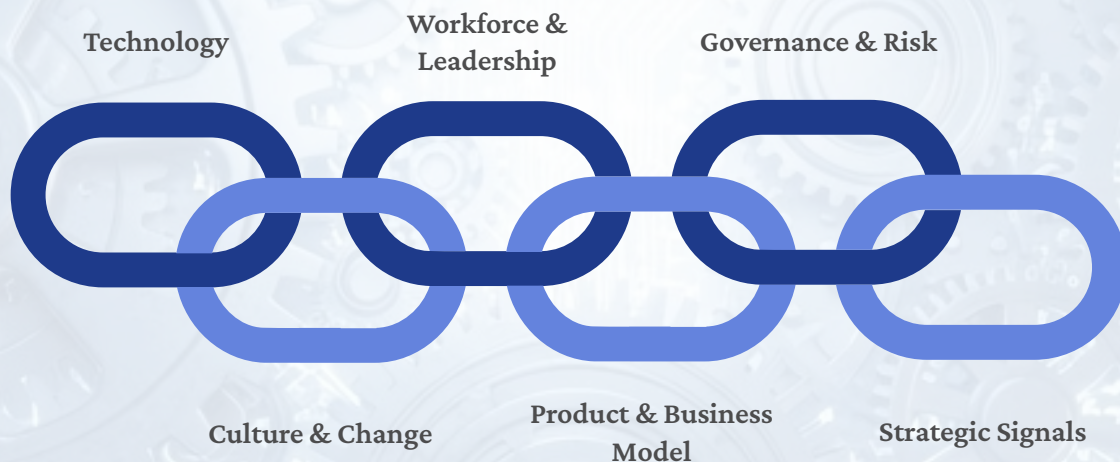 Technology
Workforce &
Leadership
Governance & Risk
Culture & Change
Product & Business
Model
Strategic Signals